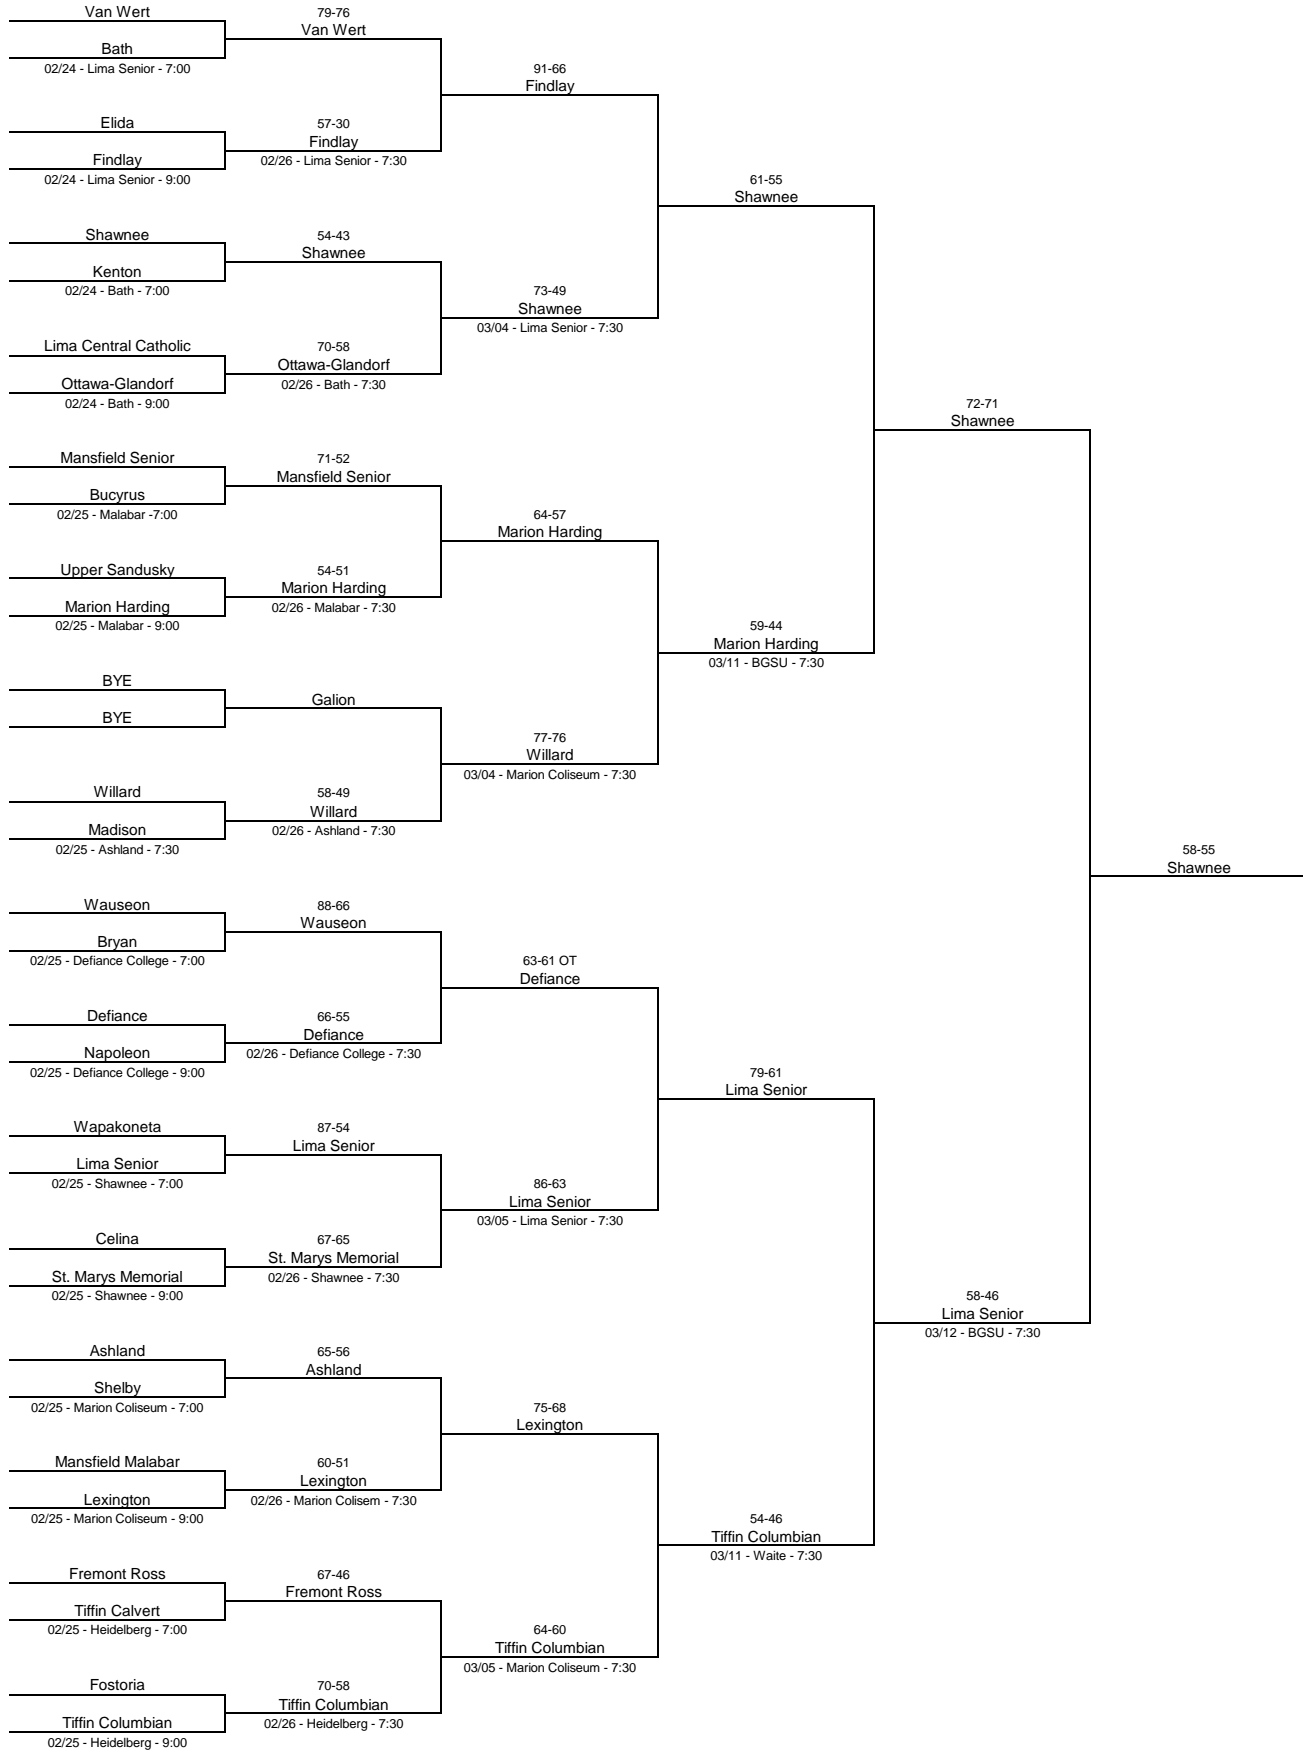 Van Wert
Bath
02/24 - Lima Senior - 7:00
Elida
Findlay
02/24 - Lima Senior - 9:00
Shawnee
Kenton
02/24 - Bath - 7:00
Lima Central Catholic
Ottawa-Glandorf
02/24 - Bath - 9:00
Mansfield Senior
Bucyrus
02/25 - Malabar -7:00
Upper Sandusky
Marion Harding
02/25 - Malabar - 9:00
BYE
BYE
Willard
Madison
02/25 - Ashland - 7:30
Wauseon
Bryan
02/25 - Defiance College - 7:00
Defiance
Napoleon
02/25 - Defiance College - 9:00
Wapakoneta
Lima Senior
02/25 - Shawnee - 7:00
Celina
St. Marys Memorial
02/25 - Shawnee - 9:00
Ashland
Shelby
02/25 - Marion Coliseum - 7:00
Mansfield Malabar
Lexington
02/25 - Marion Coliseum - 9:00
Fremont Ross
Tiffin Calvert
02/25 - Heidelberg - 7:00
Fostoria
Tiffin Columbian
02/25 - Heidelberg - 9:00
79-76
Van Wert
57-30
Findlay
02/26 - Lima Senior - 7:30
54-43
Shawnee
70-58
Ottawa-Glandorf
02/26 - Bath - 7:30
71-52
Mansfield Senior
54-51
Marion Harding
02/26 - Malabar - 7:30
Galion
58-49
Willard
02/26 - Ashland - 7:30
88-66
Wauseon
66-55
Defiance
02/26 - Defiance College - 7:30
87-54
Lima Senior
67-65
St. Marys Memorial
02/26 - Shawnee - 7:30
65-56
Ashland
60-51
Lexington
02/26 - Marion Colisem - 7:30
67-46
Fremont Ross
70-58
Tiffin Columbian
02/26 - Heidelberg - 7:30
91-66
Findlay
73-49
Shawnee
03/04 - Lima Senior - 7:30
64-57
Marion Harding
77-76
Willard
03/04 - Marion Coliseum - 7:30
63-61 OT
Defiance
86-63
Lima Senior
03/05 - Lima Senior - 7:30
75-68
Lexington
64-60
Tiffin Columbian
03/05 - Marion Coliseum - 7:30
61-55
Shawnee
59-44
Marion Harding
03/11 - BGSU - 7:30
79-61
Lima Senior
54-46
Tiffin Columbian
03/11 - Waite - 7:30
72-71
Shawnee
58-46
Lima Senior
03/12 - BGSU - 7:30
58-55
Shawnee